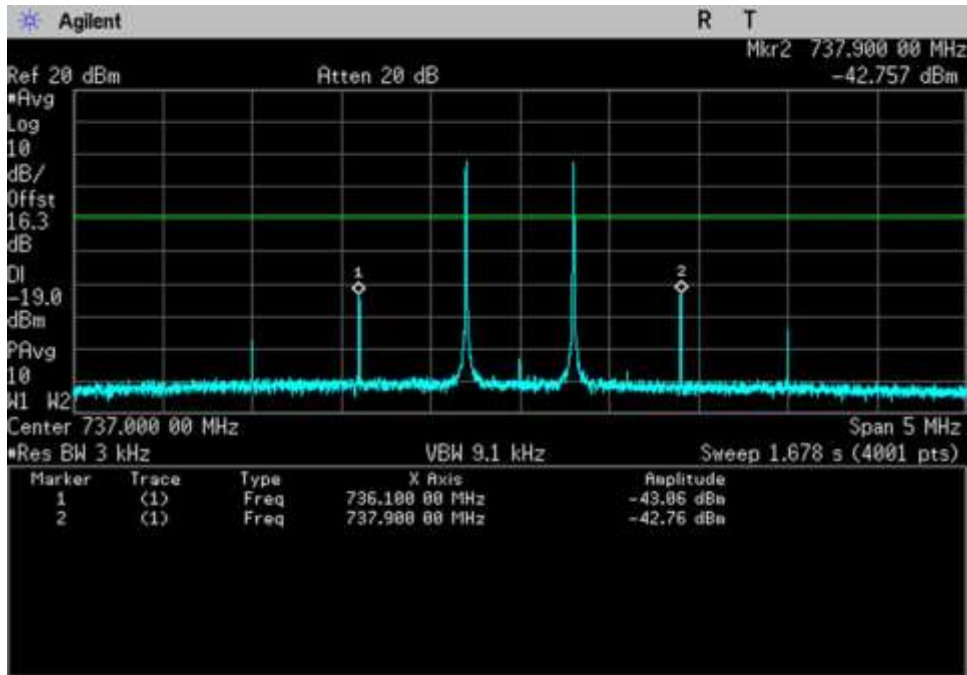 Agilent R T
Mkr2 737.900 00 MHz
Ref 20 dBm Atten 20 dB -42.757 dBm
*Avg
Log
10
dB/
Offst
16.3
dB
DI
-19.0
dBm
PAvg
10
W1 W2
1
2
Center 737.000 00 MHz Span 5 MHz
*Res BW 3 kHz VBW 9.1 kHz Sweep 1.678 s (4001 pts)
Marker Trace Type X Axis Amplitude
1 (1) Freq 736.100 00 MHz -43.06 dBm
2 (1) Freq 737.900 00 MHz -42.76 dBm